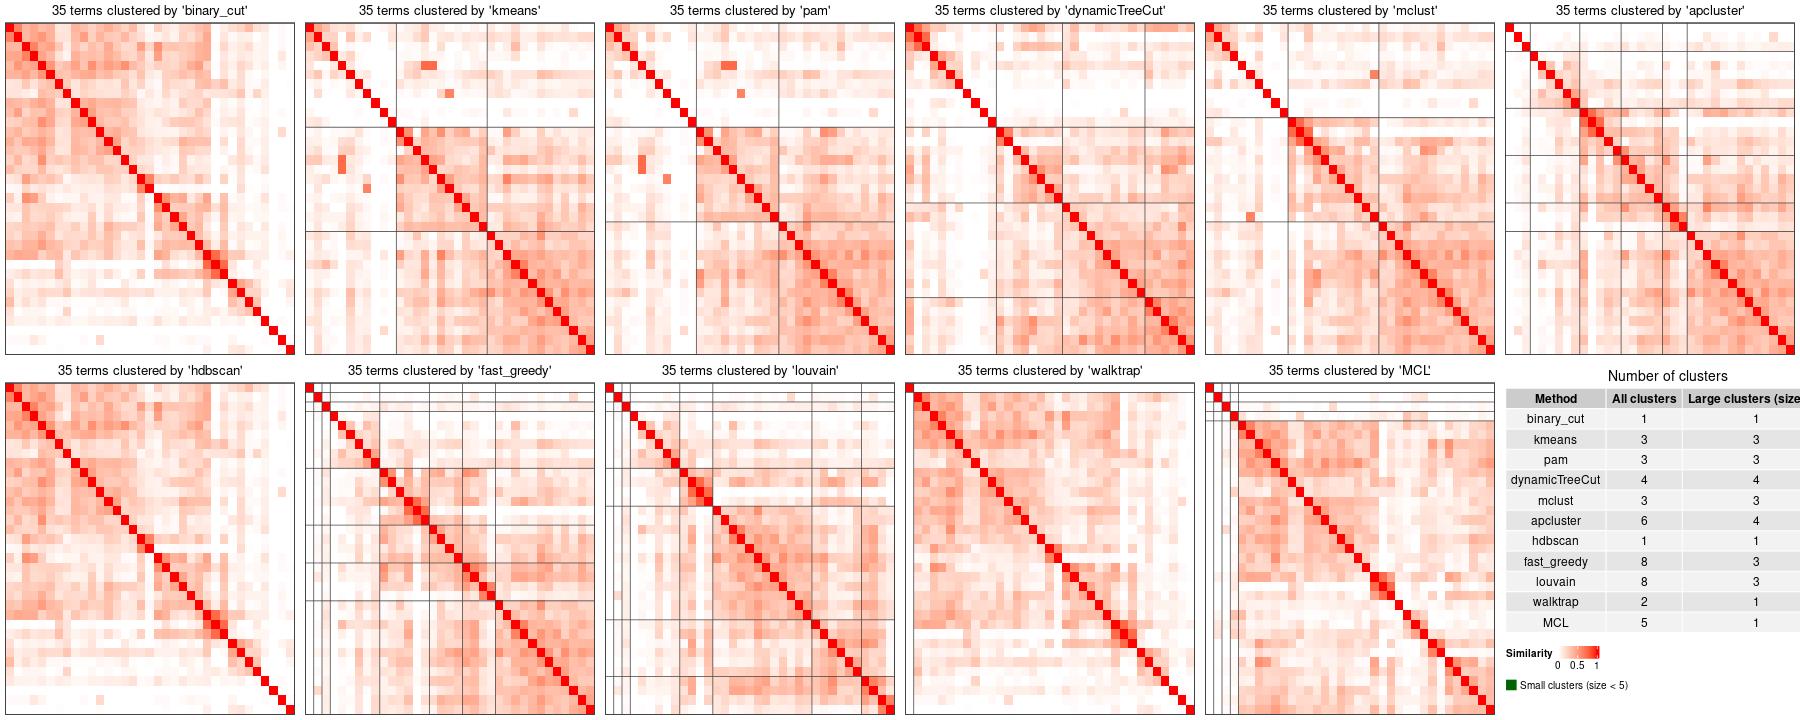 35 terms clustered by 'binary_cut'
35 terms clustered by 'kmeans'
35 terms clustered by 'pam'
35 terms clustered by 'dynamicTreeCut'
35 terms clustered by 'mclust'
35 terms clustered by 'apcluster'
35 terms clustered by 'hdbscan'
35 terms clustered by 'fast_greedy'
35 terms clustered by 'louvain'
35 terms clustered by 'walktrap'
35 terms clustered by 'MCL'
Number of clusters
Method All clusters Large clusters (size
binary_cut 1 1
kmeans 3 3
pam 3 3
dynamicTreeCut 4 4
mclust 3 3
apcluster 6 4
hdbscan 1 1
fast_greedy 8 3
louvain 8 3
walktrap 2 1
MCL 5 1
Similarity
0 0.5 1
Small clusters (size < 5)